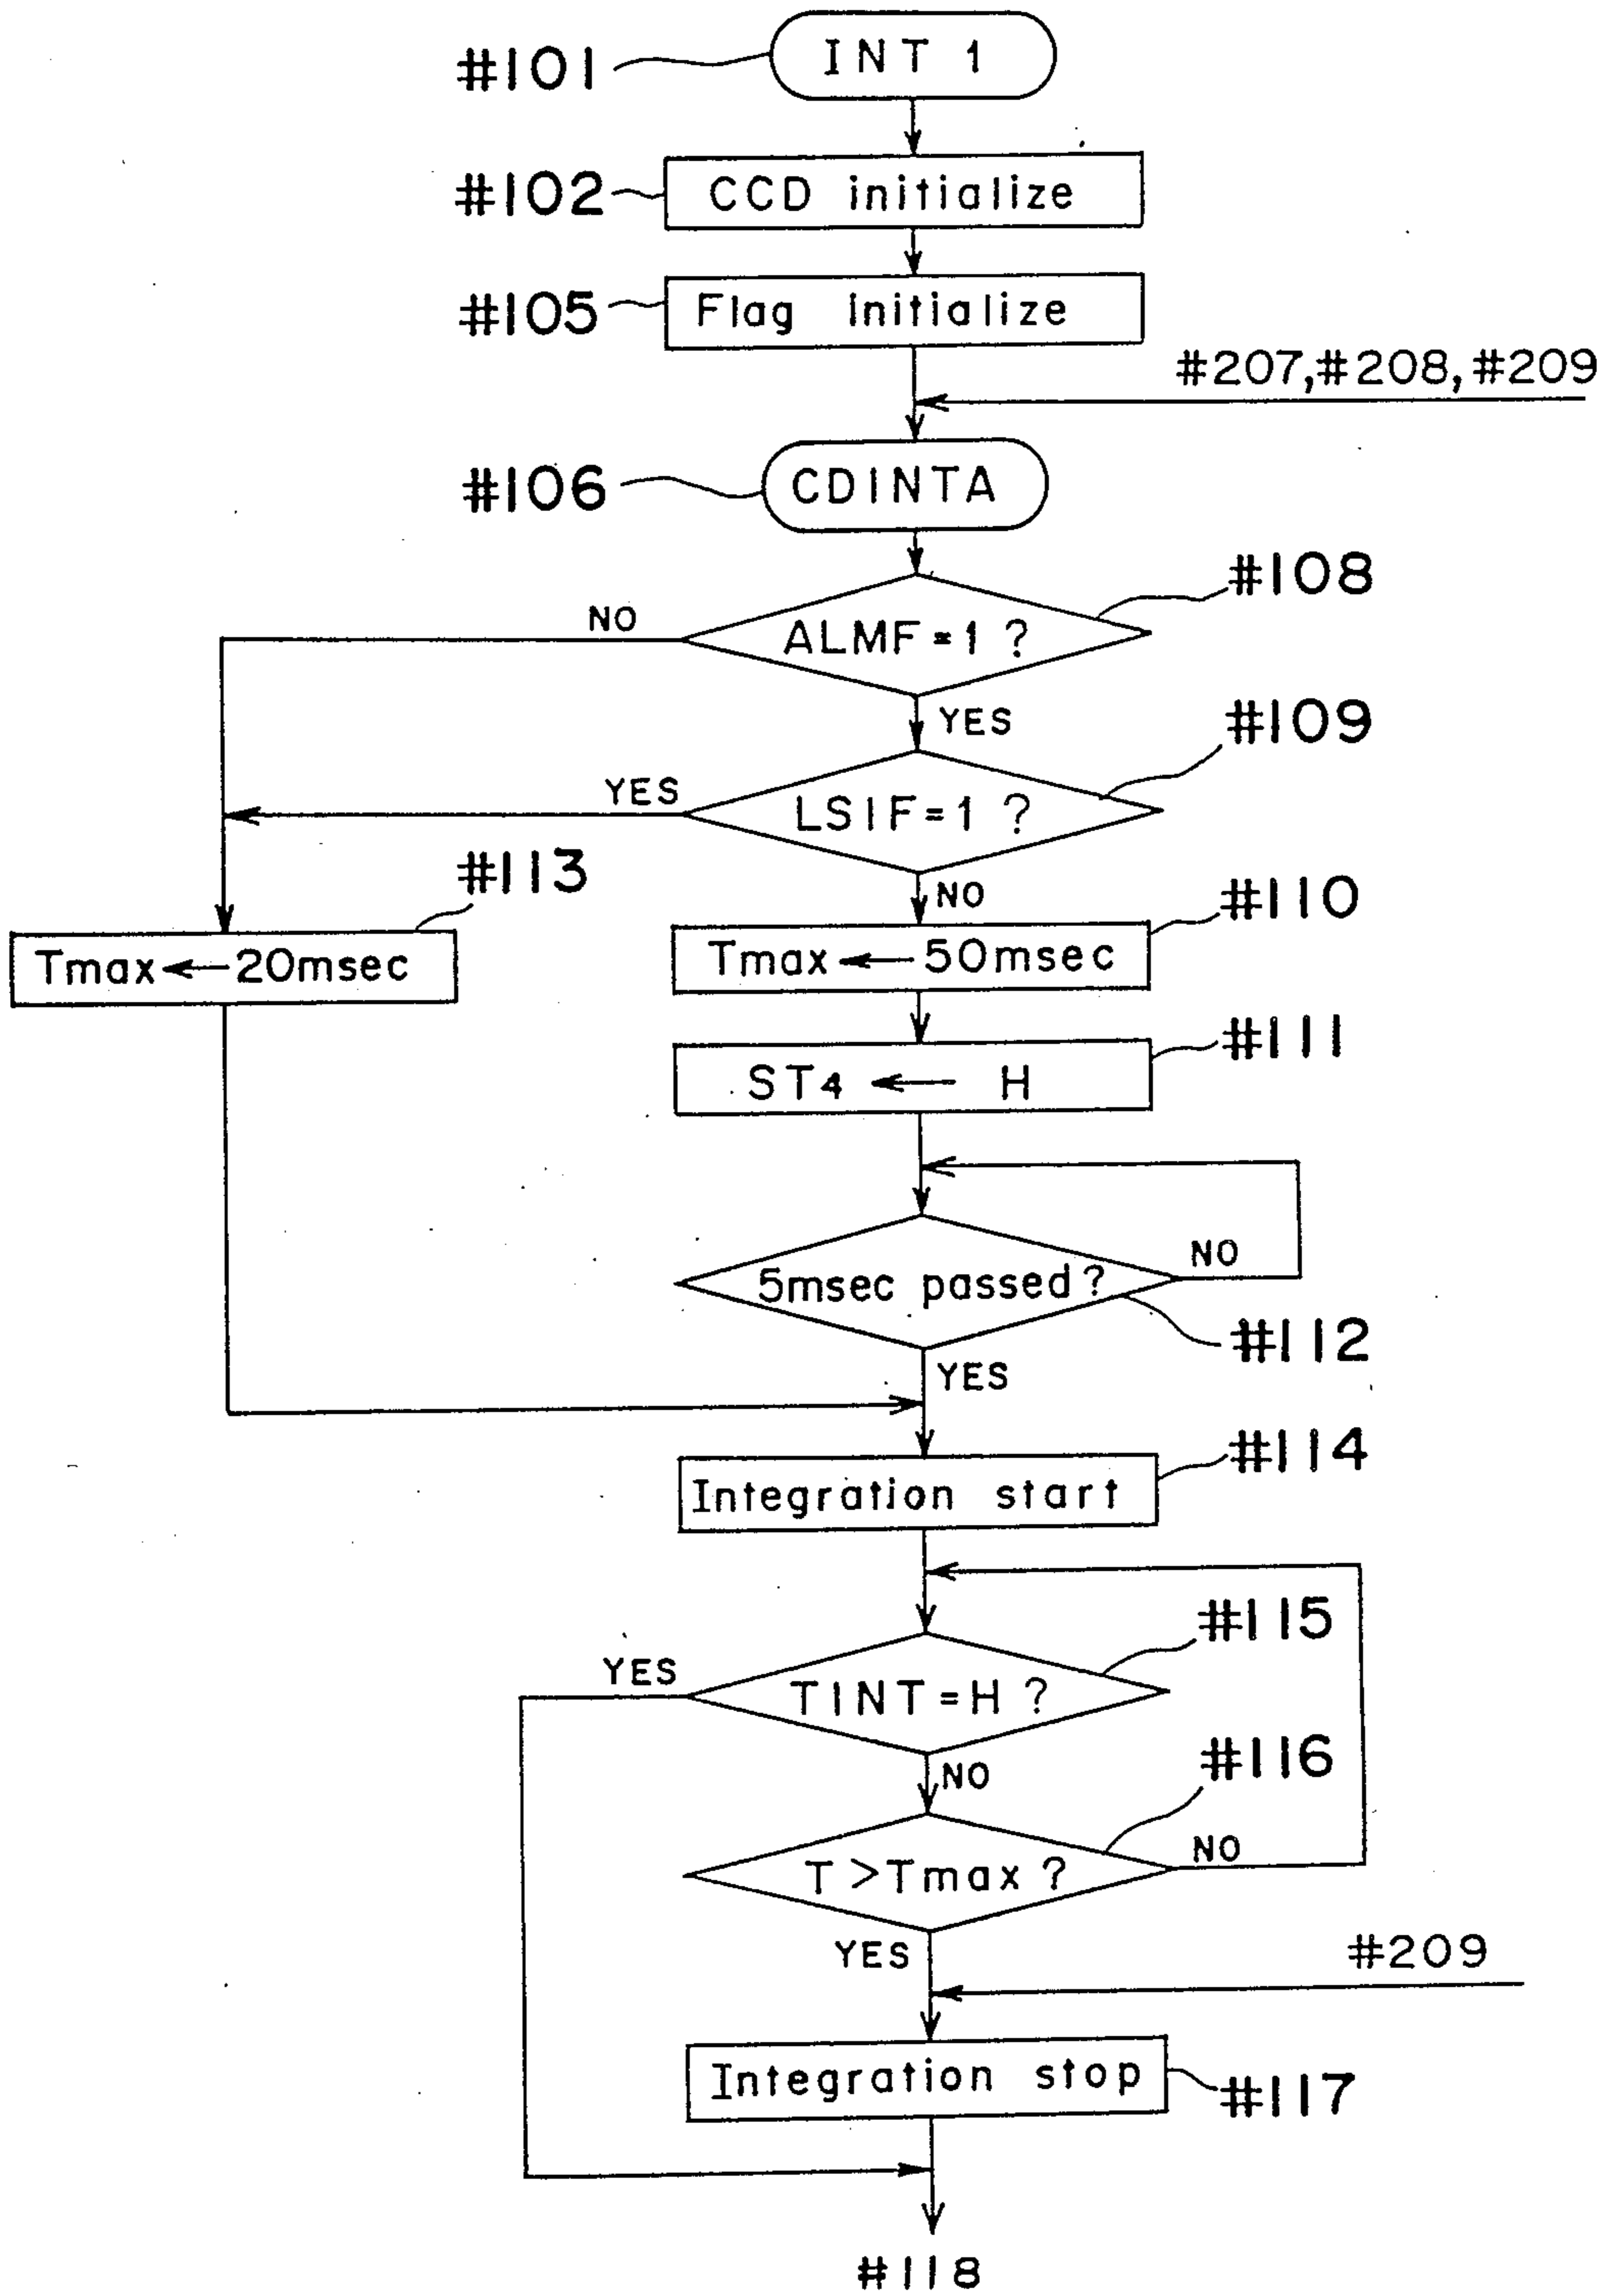 #101
INT 1
#102
CCD initialize
#105
Flag Initialize
#207, #208, #209
#106
CDINTA
#108
NO
ALMF=1 ?
YES
#109
YES
LSIF=1 ?
NO
#113
#110
Tmax ← 20msec
Tmax ← 50msec
#111
ST4 ← H
NO
5msec passed?
#112
YES
#114
Integration start
#115
YES
TINT=H ?
NO
#116
NO
T > Tmax ?
YES
#209
Integration stop
#117
#118